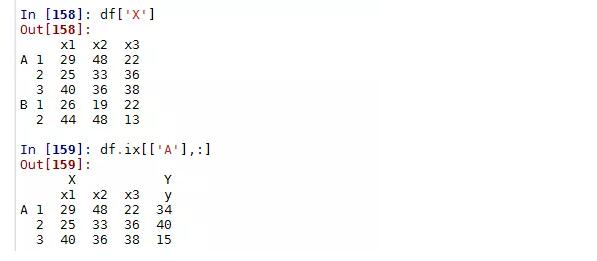 In [158]: df['X']
Out[158]:
x1 x2 x3
A 1 29 48 22
2 25 33 36
3 40 36 38
B 1 26 19 22
2 44 48 13
In [159]: df.ix[['A'],:]
Out[159]:
X Y
x1 x2 x3 y
A 1 29 48 22 34
2 25 33 36 40
3 40 36 38 15